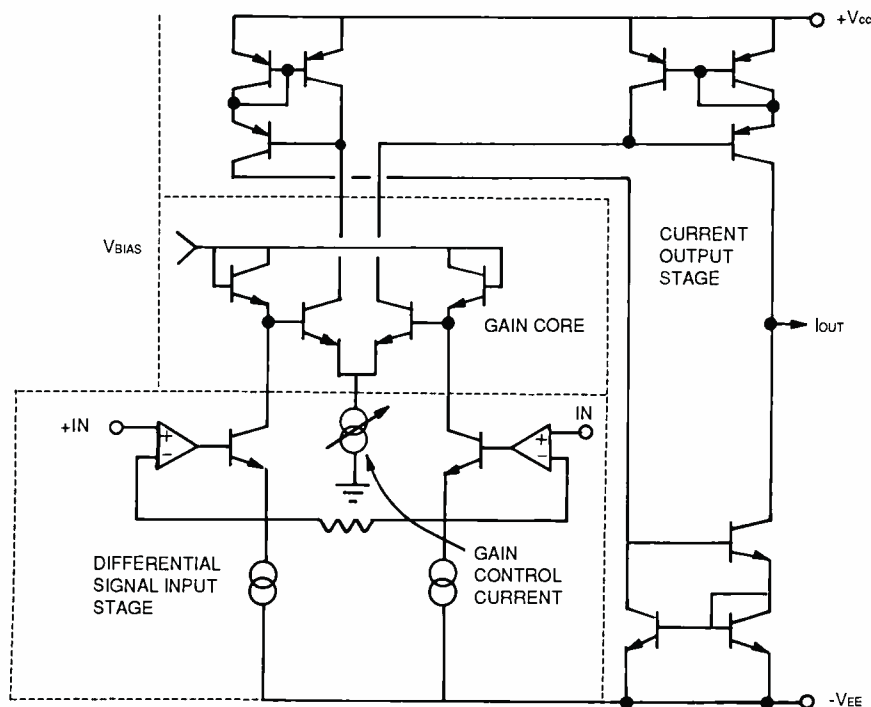 +Vcc
VBIAS
CURRENT
OUTPUT
STAGE
GAIN CORE
IOUT
+IN
IN
+
-
+
-
DIFFERENTIAL
SIGNAL INPUT
STAGE
GAIN
CONTROL
CURRENT
-VEE